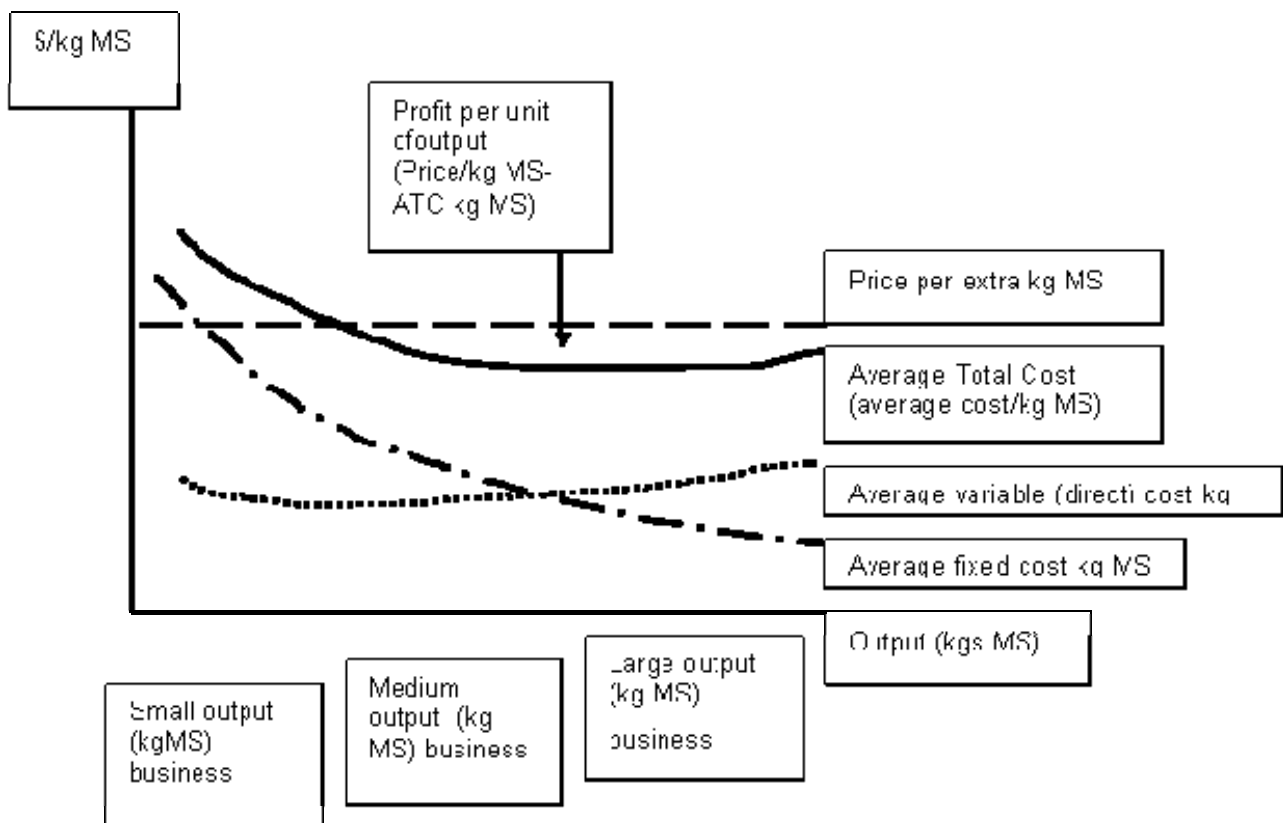 $/kg MS
Profit per unit
cfoutput
(Price/kg MS-
ATC kg MS)
Price per extra kg MS
Average Total Cost
(average cost/kg MS)
Average variable (directi cost kg
Average fixed cost kg MS
Output (kgs MS)
Large output
(kg MS)
business
Medium
output (kg
MS) business
Small output
(kgMS)
business